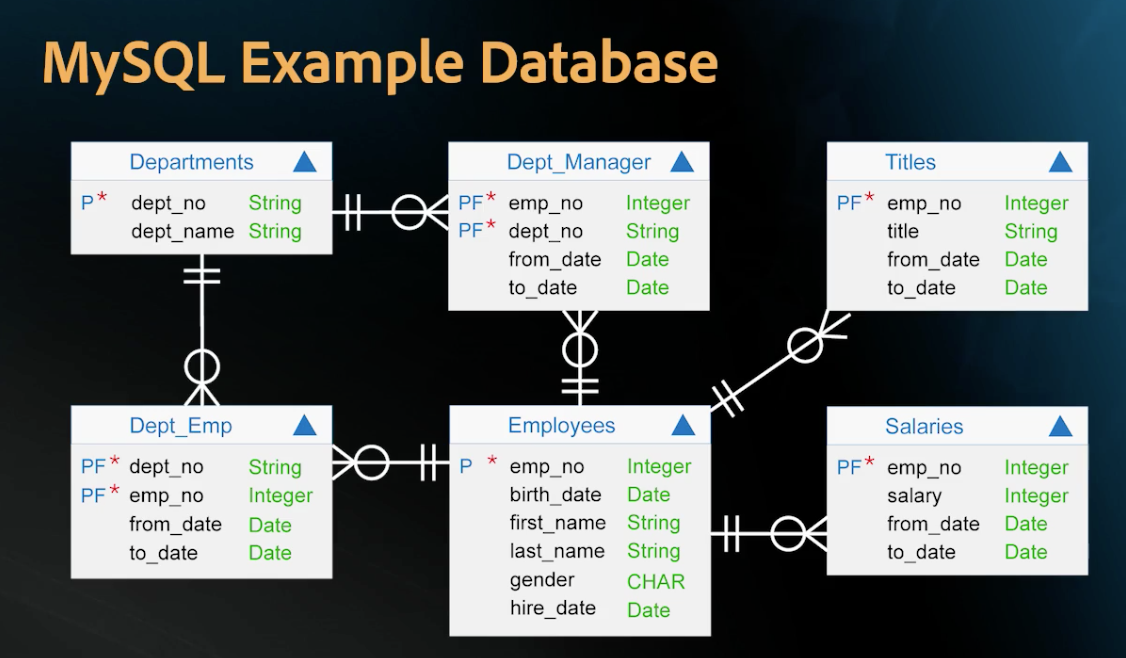 MySQL Example Database
Departments
P* dept_no String
dept_name String
Dept_Manager
PF* emp_no Integer
PF* dept_no String
from_date Date
to_date Date
Titles
PF* emp_no Integer
title String
from_date Date
to_date Date
Dept_Emp
PF* dept_no String
PF* emp_no Integer
from_date Date
to_date Date
Employees
P * emp_no Integer
birth_date Date
first_name String
last_name String
gender CHAR
hire_date Date
Salaries
PF* emp_no Integer
salary Integer
from_date Date
to_date Date